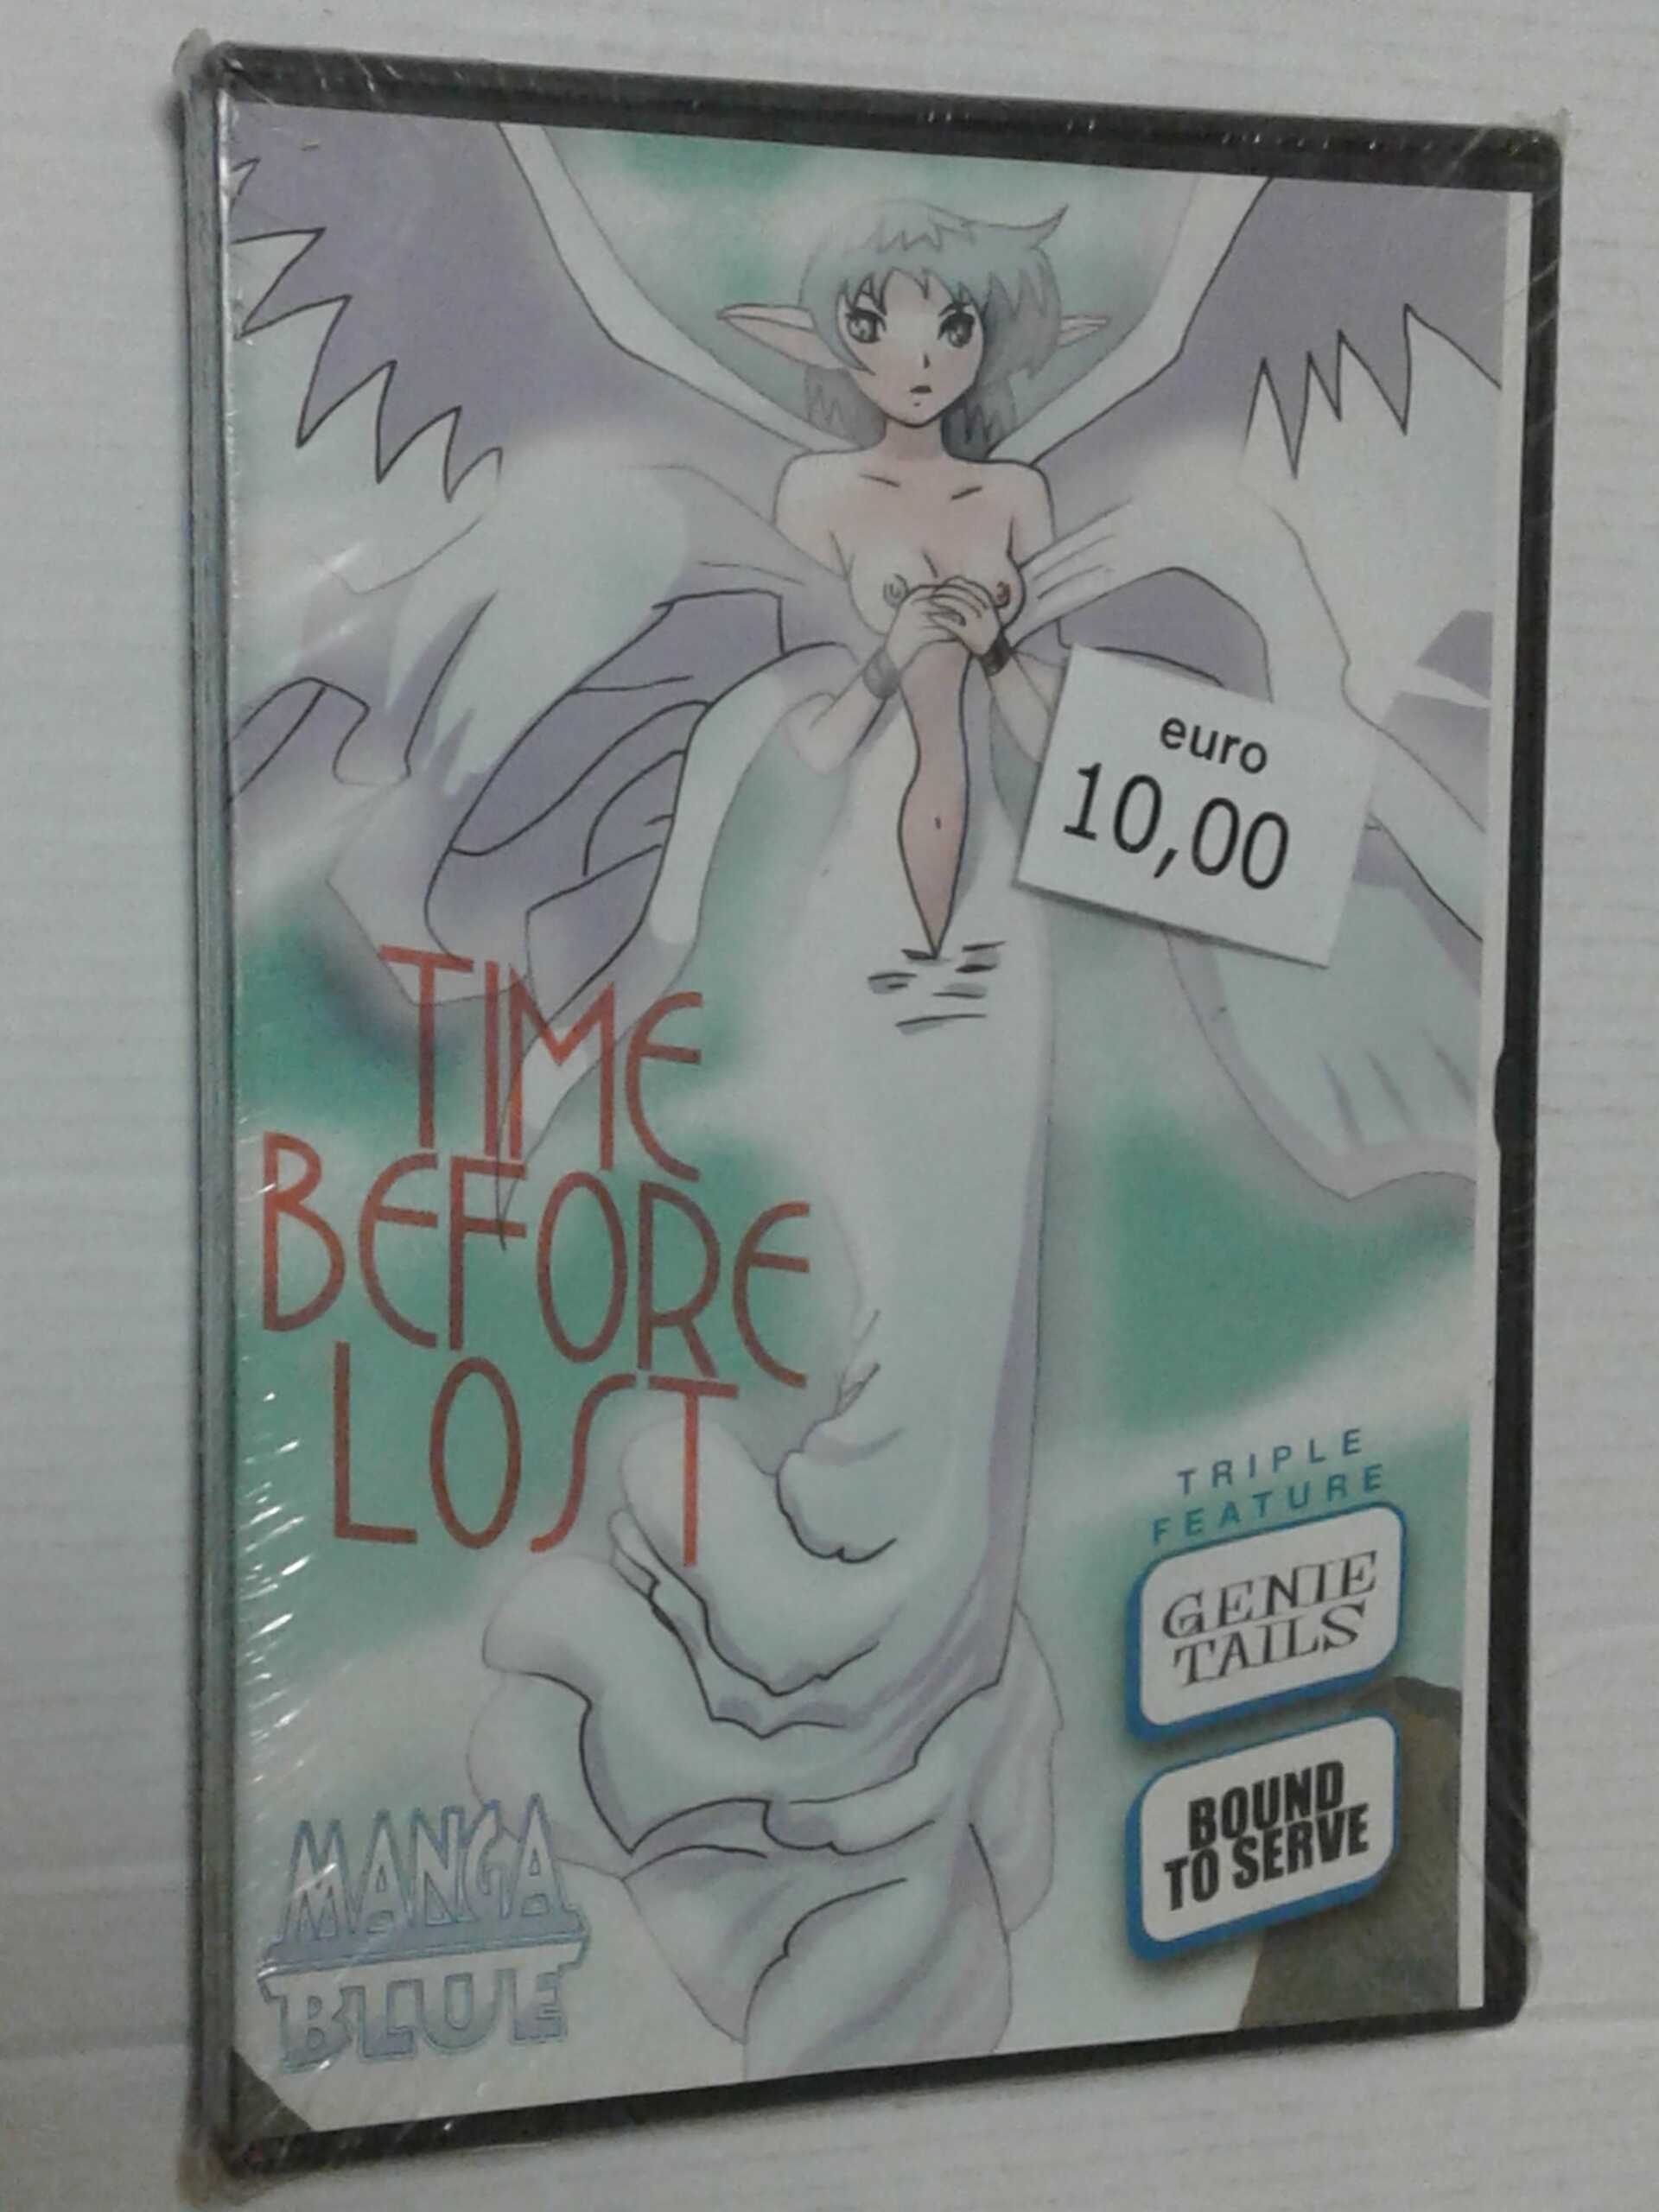 euro
10,00
TIME
BEFORE
LOST
TRIPLE
FEATURE
GENIE
TAILS
BOUND
TO SERVE
MANGA
BLUE